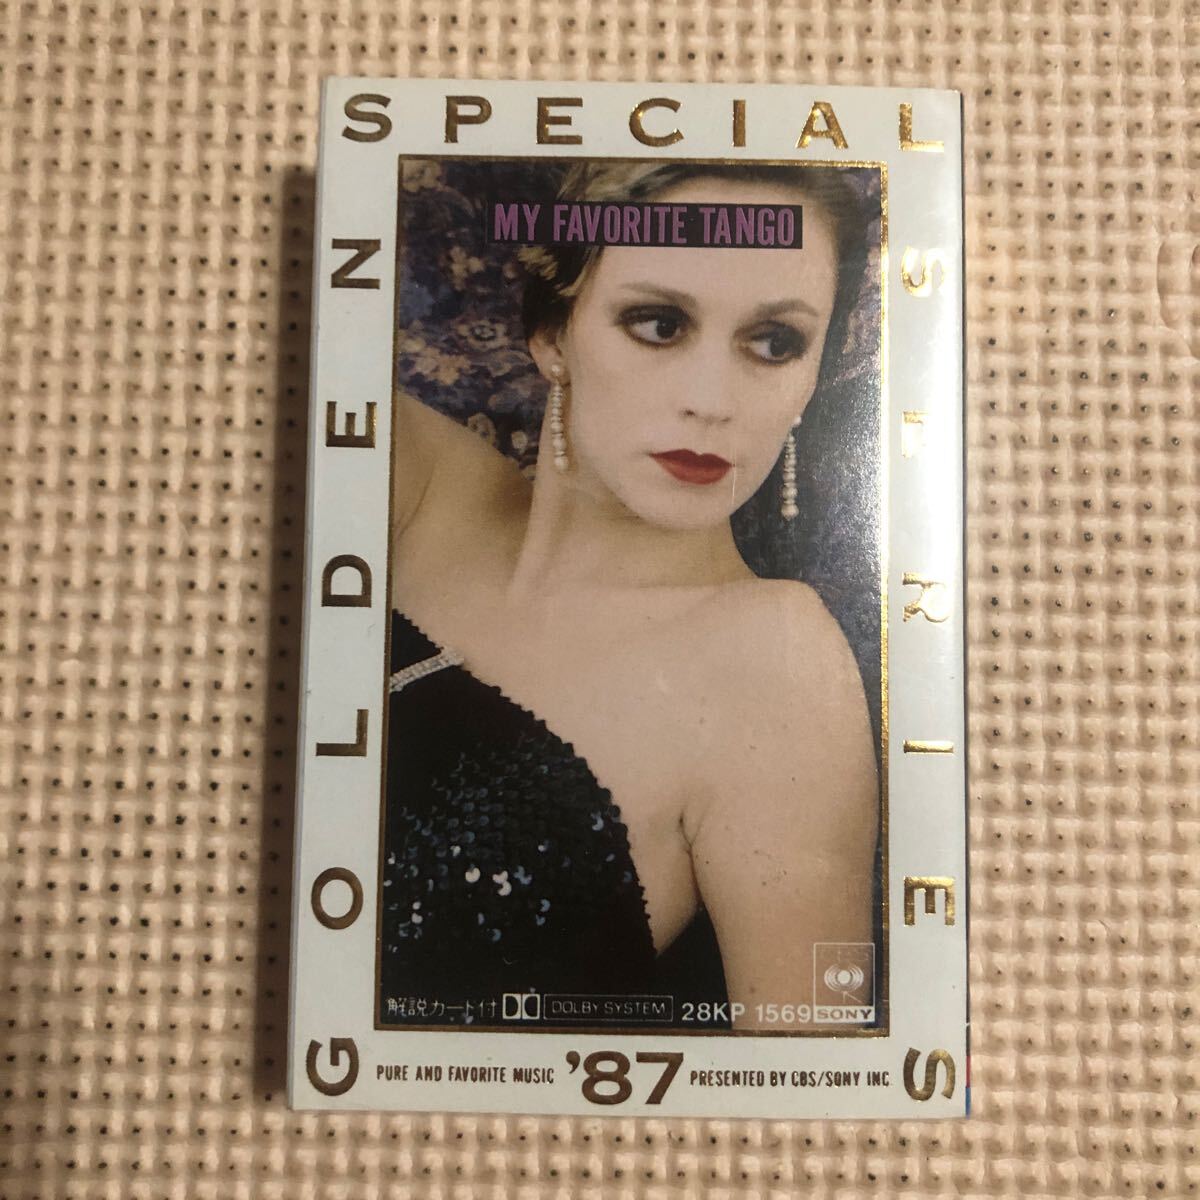 GOLDEN SPECIAL SERIES
MY FAVORITE TANGO
解説カード付 DOLBY SYSTEM 28KP 1569
CBS
SONY
PURE AND FAVORITE MUSIC '87 PRESENTED BY CBS/SONY INC.